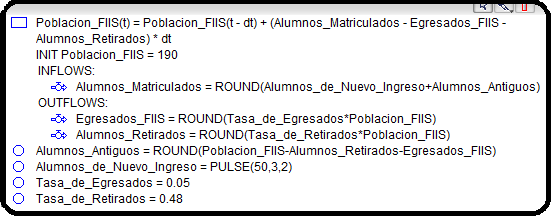 Poblacion_FIIS(t) = Poblacion_FIIS(t - dt) + (Alumnos_Matriculados - Egresados_FIIS -
Alumnos_Retirados) * dt
INIT Poblacion_FIIS = 190
INFLOWS:
Alumnos_Matriculados = ROUND(Alumnos_de_Nuevo_Ingreso+Alumnos_Antiguos)
OUTFLOWS:
Egresados_FIIS = ROUND(Tasa_de_Egresados*Poblacion_FIIS)
Alumnos_Retirados = ROUND(Tasa_de_Retirados*Poblacion_FIIS)
Alumnos_Antiguos = ROUND(Poblacion_FIIS-Alumnos_Retirados-Egresados_FIIS)
Alumnos_de_Nuevo_Ingreso = PULSE(50,3,2)
Tasa_de_Egresados = 0.05
Tasa_de_Retirados = 0.48